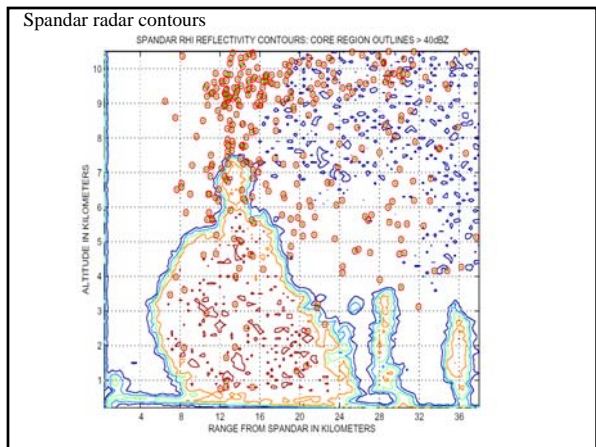 Spandar radar contours
SPANDAR RHI REFLECTIVITY CONTOURS: CORE REGION OUTLINES > 40dBZ
10
9
8
7
6
5
4
3
2
1
ALTITUDE IN KILOMETERS
4 8 12 16 20 24 28 32 36
RANGE FROM SPANDAR IN KILOMETERS